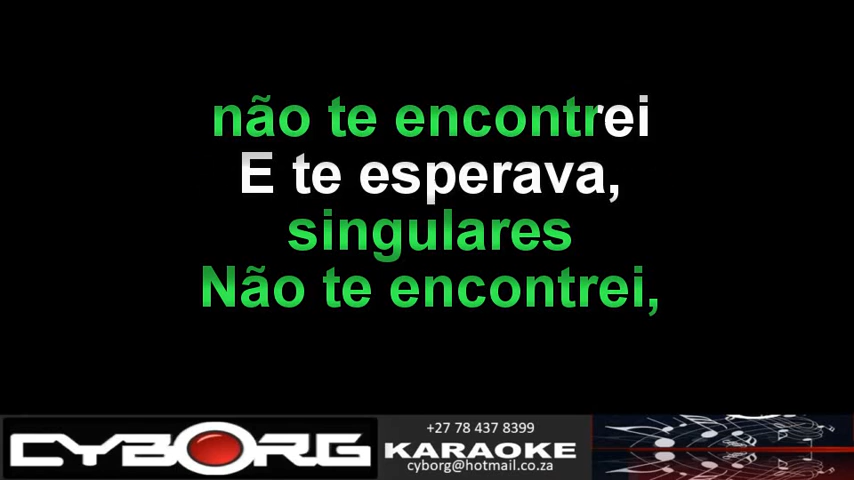 não te encontrei
E te esperava,
singulares
Não te encontrei,
CYBORG
+27 78 437 8399
KARAOKE
cyborg@hotmail.co.za